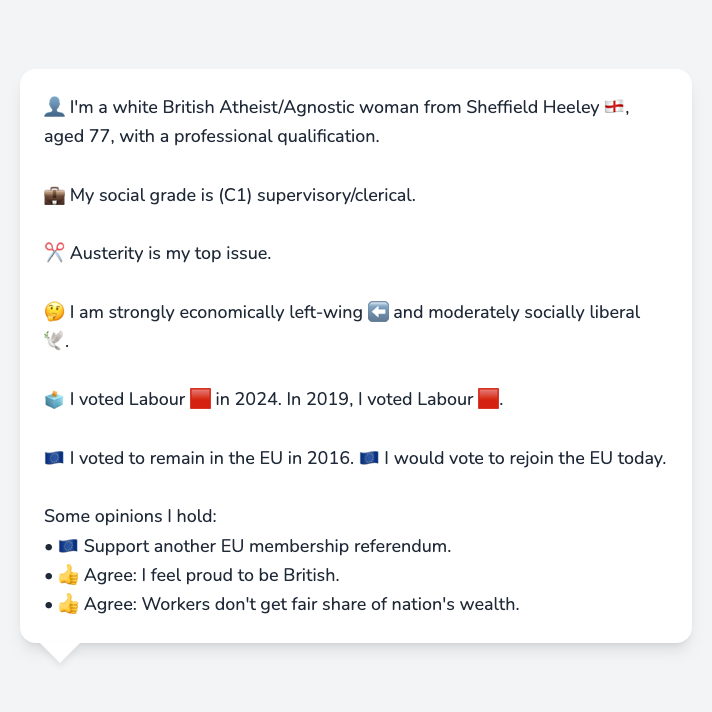 👤 I'm a white British Atheist/Agnostic woman from Sheffield Heeley 🏴󠁧󠁢󠁥󠁮󠁧󠁿,
aged 77, with a professional qualification.
💼 My social grade is (C1) supervisory/clerical.
✂️ Austerity is my top issue.
🤔 I am strongly economically left-wing ⬅️ and moderately socially liberal
🕊️.
🗳️ I voted Labour 🟥 in 2024. In 2019, I voted Labour 🟥.
🇪🇺 I voted to remain in the EU in 2016. 🇪🇺 I would vote to rejoin the EU today.
Some opinions I hold:
• 🇪🇺 Support another EU membership referendum.
• 👍 Agree: I feel proud to be British.
• 👍 Agree: Workers don't get fair share of nation's wealth.